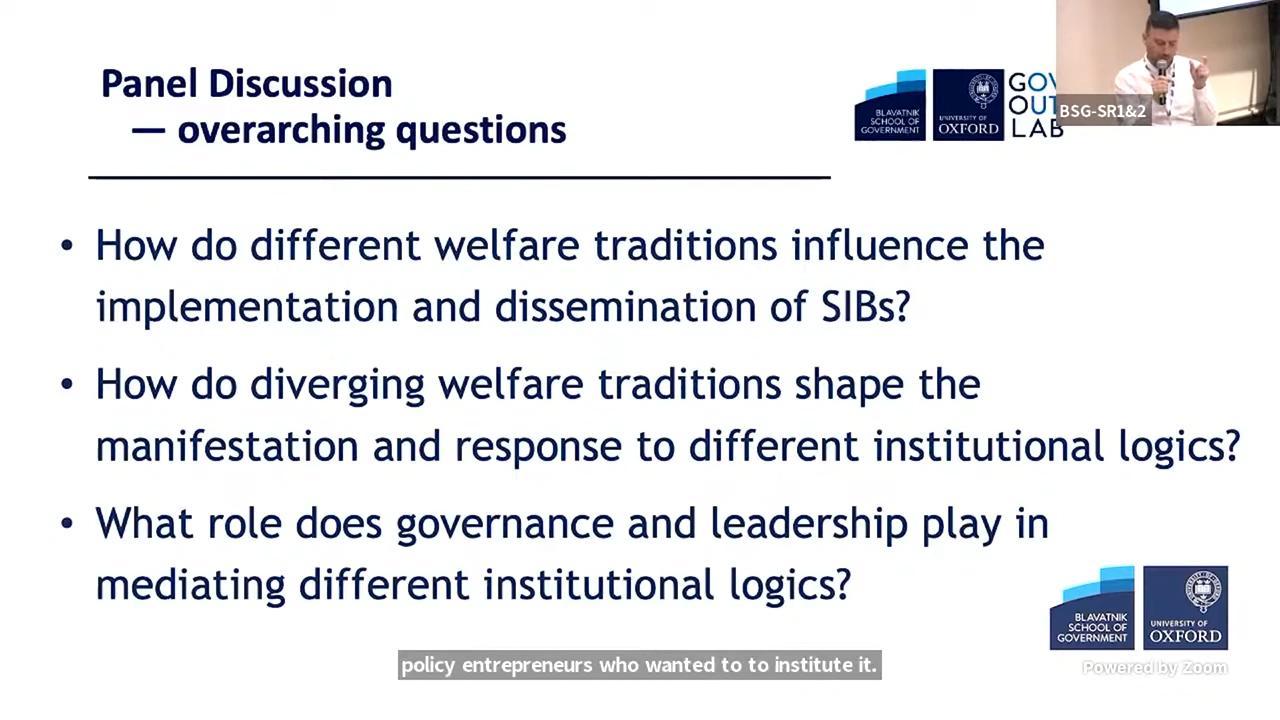 Panel Discussion
— overarching questions
BLAVATNIK
SCHOOL OF
GOVERNMENT
UNIVERSITY OF
OXFORD
GOV
OUT
LAB
BSG-SR1&2
• How do different welfare traditions influence the
implementation and dissemination of SIBs?
• How do diverging welfare traditions shape the
manifestation and response to different institutional logics?
• What role does governance and leadership play in
mediating different institutional logics?
BLAVATNIK
SCHOOL OF
GOVERNMENT
UNIVERSITY OF
OXFORD
policy entrepreneurs who wanted to to institute it.
Powered by Zoom